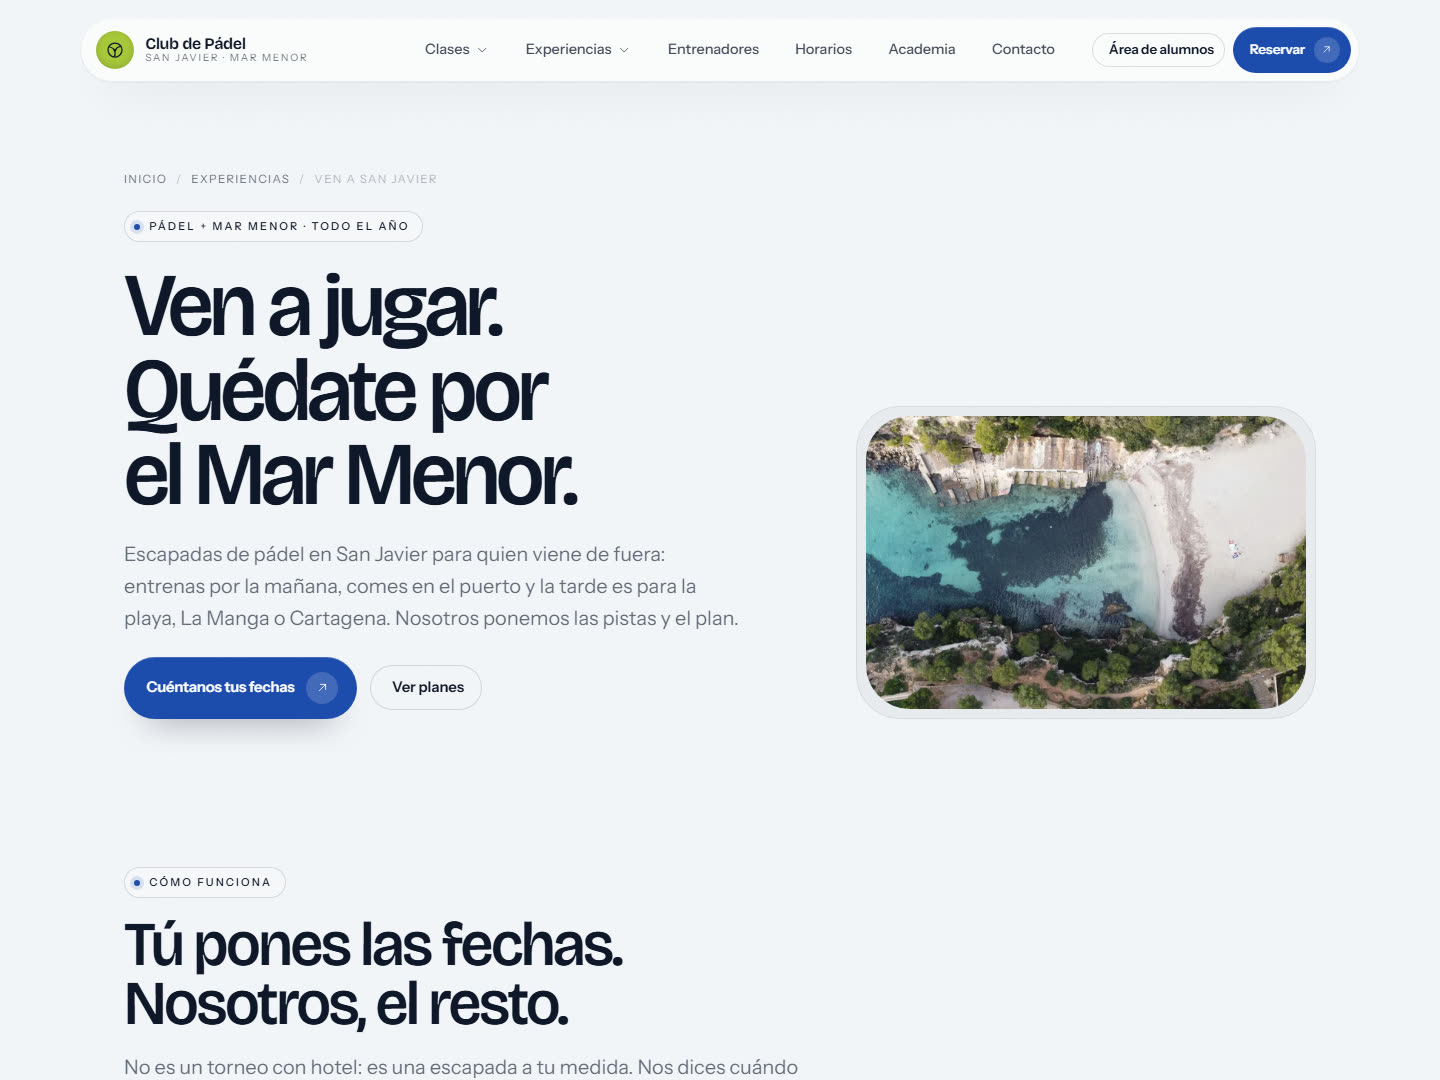 Club de Pádel
SAN JAVIER · MAR MENOR
Clases
Experiencias
Entrenadores
Horarios
Academia
Contacto
Área de alumnos
Reservar
INICIO / EXPERIENCIAS / VEN A SAN JAVIER
PÁDEL + MAR MENOR · TODO EL AÑO
Ven a jugar.
Quédate por
el Mar Menor.
Escapadas de pádel en San Javier para quien viene de fuera:
entrenas por la mañana, comes en el puerto y la tarde es para la
playa, La Manga o Cartagena. Nosotros ponemos las pistas y el plan.
Cuéntanos tus fechas
Ver planes
CÓMO FUNCIONA
Tú pones las fechas.
Nosotros, el resto.
No es un torneo con hotel: es una escapada a tu medida. Nos dices cuándo